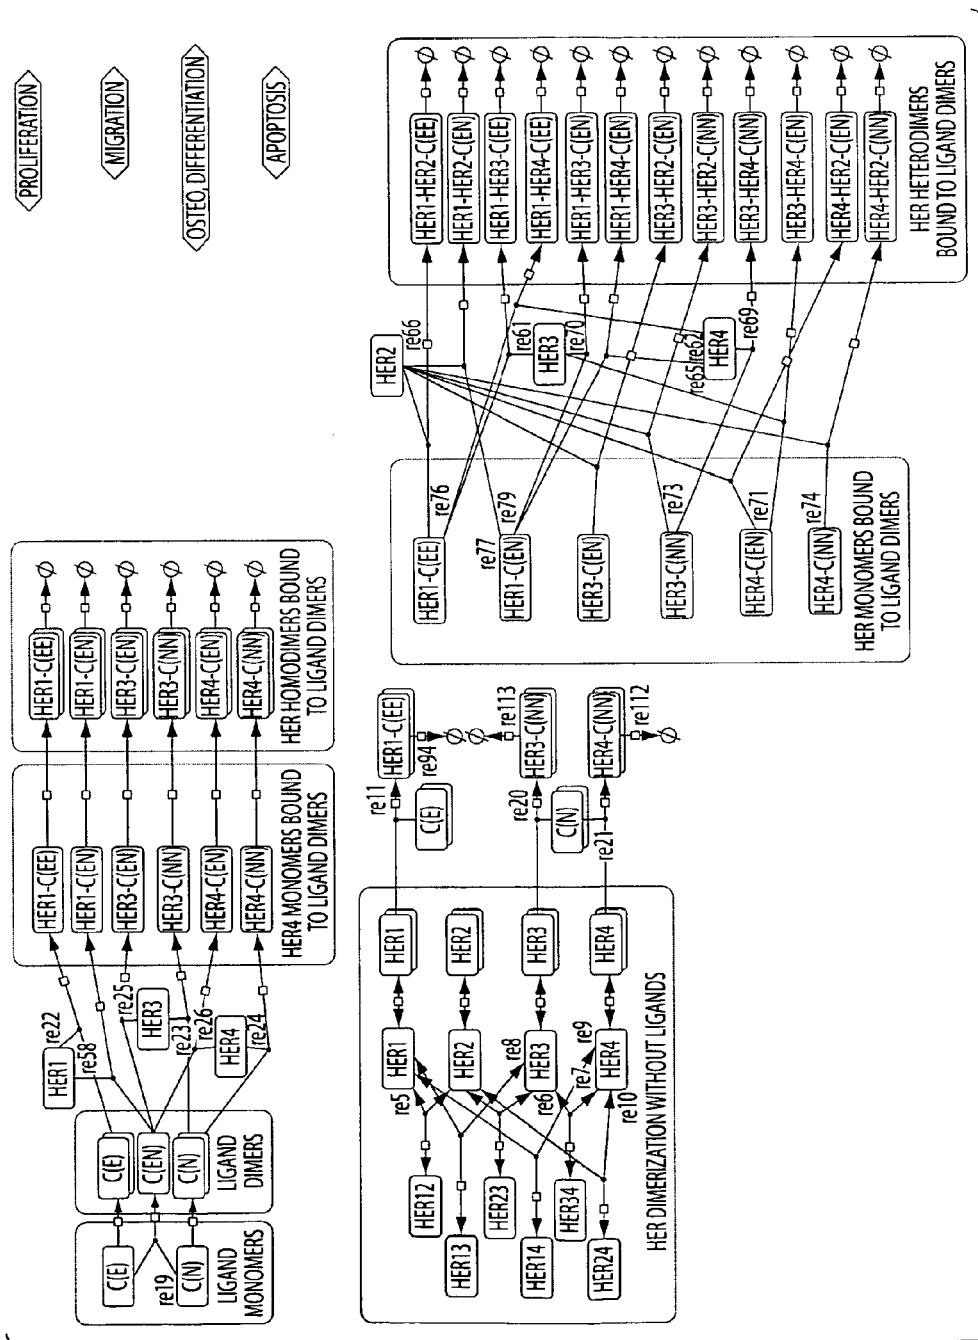 PROLIFERATION
MIGRATION
OSTEO, DIFFERENTIATION
APOPTOSIS
C(E)
C(N)
re19
LIGAND
MONOMERS
C(E)
C(EN)
C(N)
LIGAND
DIMERS
HER1
re22
re58
re25
HER3
re23
re26
HER4
re24
HER1-C(EE)
HER1-C(EN)
HER3-C(EN)
HER3-C(NN)
HER4-C(EN)
HER4-C(NN)
HER4 MONOMERS BOUND
TO LIGAND DIMERS
HER1-C(EE)
HER1-C(EN)
HER3-C(EN)
HER3-C(NN)
HER4-C(EN)
HER4-C(NN)
HER HOMODIMERS BOUND
TO LIGAND DIMERS
∅
∅
∅
∅
∅
∅
HER12
HER13
HER23
HER14
HER34
HER24
re5
re8
re6
re7
re9
re10
HER1
HER2
HER3
HER4
HER1
HER2
HER3
HER4
HER DIMERIZATION WITHOUT LIGANDS
re11
C(E)
HER1-C(EE)
re94
∅
∅
re113
re20
HER3-C(NN)
C(N)
re21
HER4-C(NN)
re112
∅
HER1-C(EE)
HER1-C(EN)
HER3-C(EN)
HER3-C(NN)
HER4-C(EN)
HER4-C(NN)
HER MONOMERS BOUND
TO LIGAND DIMERS
re76
re77
re79
re73
re71
re74
HER2
re66
re61
HER3
re70
re65
re62
HER4
re69
HER1-HER2-C(EE)
HER1-HER2-C(EN)
HER1-HER3-C(EE)
HER1-HER4-C(EE)
HER1-HER3-C(EN)
HER1-HER4-C(EN)
HER3-HER2-C(EN)
HER3-HER2-C(NN)
HER3-HER4-C(NN)
HER3-HER4-C(EN)
HER4-HER2-C(EN)
HER4-HER2-C(NN)
∅
∅
∅
∅
∅
∅
∅
∅
∅
∅
∅
∅
HER HETERODIMERS
BOUND TO LIGAND DIMERS